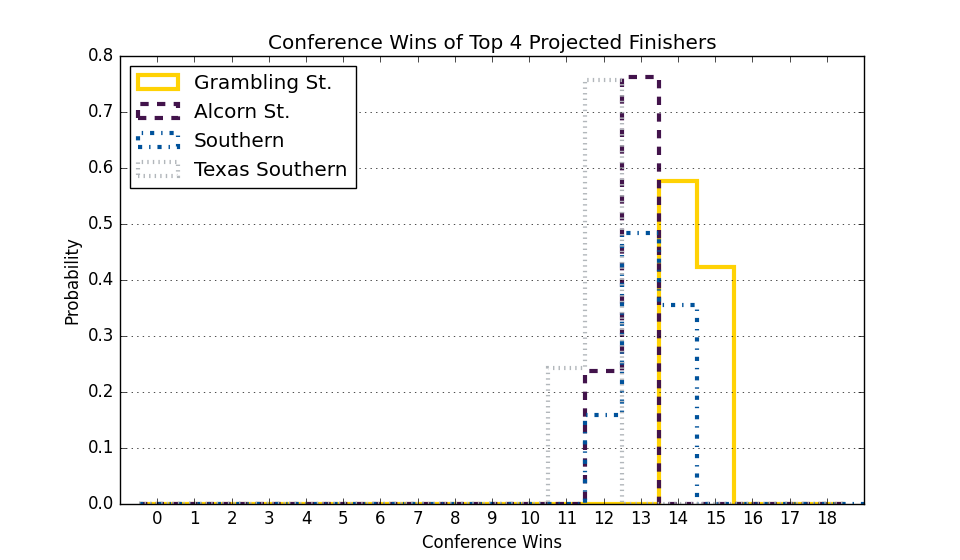 Conference Wins of Top 4 Projected Finishers
0.8
0.7
0.6
0.5
0.4
0.3
0.2
0.1
0.0
Probability
Grambling St.
Alcorn St.
Southern
Texas Southern
0 1 2 3 4 5 6 7 8 9 10 11 12 13 14 15 16 17 18
Conference Wins